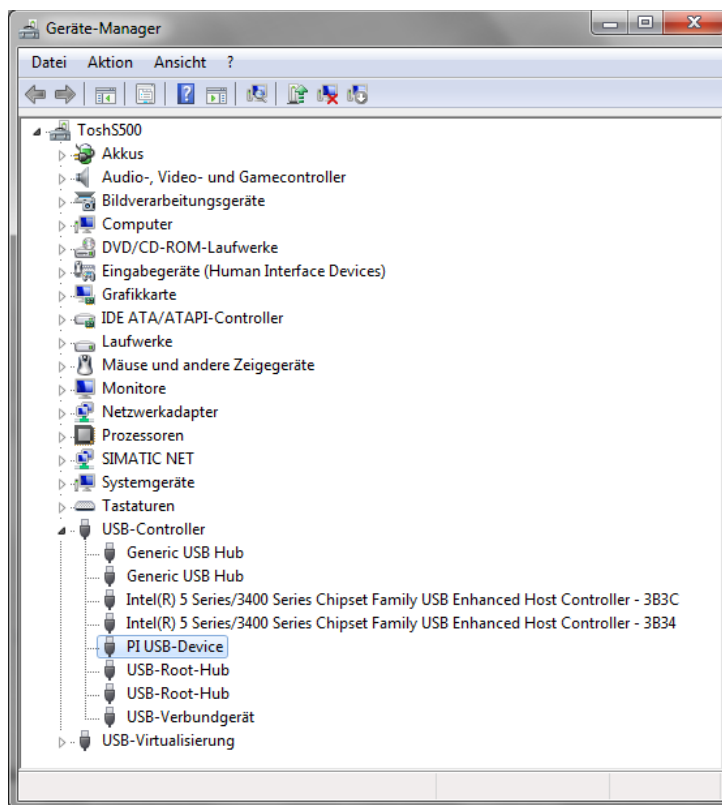 Geräte-Manager
Datei Aktion Ansicht ?
ToshS500
Akkus
Audio-, Video- und Gamecontroller
Bildverarbeitungsgeräte
Computer
DVD/CD-ROM-Laufwerke
Eingabegeräte (Human Interface Devices)
Grafikkarte
IDE ATA/ATAPI-Controller
Laufwerke
Mäuse und andere Zeigegeräte
Monitore
Netzwerkadapter
Prozessoren
SIMATIC NET
Systemgeräte
Tastaturen
USB-Controller
Generic USB Hub
Generic USB Hub
Intel(R) 5 Series/3400 Series Chipset Family USB Enhanced Host Controller - 3B3C
Intel(R) 5 Series/3400 Series Chipset Family USB Enhanced Host Controller - 3B34
PI USB-Device
USB-Root-Hub
USB-Root-Hub
USB-Verbundgerät
USB-Virtualisierung